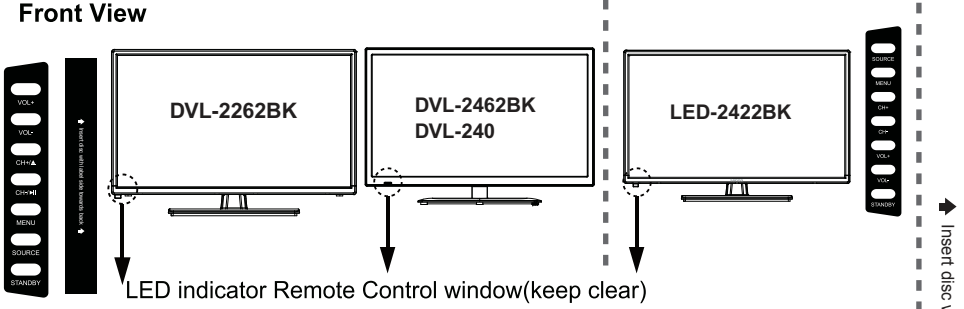 Front View
VOL+
VOL-
CH+/▲
CH-/▶II
MENU
SOURCE
STANDBY
➧ Insert disc with label side towards back ➧
DVL-2262BK
DVL-2462BK
DVL-240
LED-2422BK
SOURCE
MENU
CH+
CH-
VOL+
VOL-
STANDBY
➧ Insert disc
LED indicator Remote Control window(keep clear)